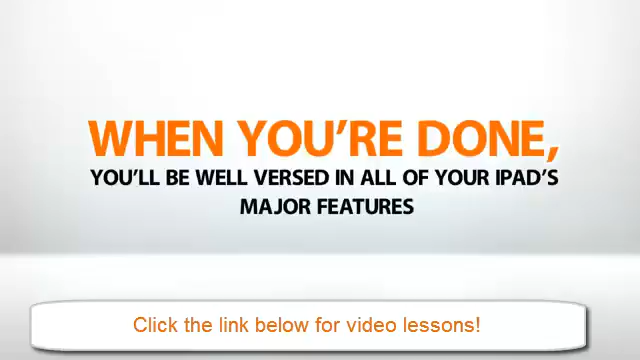 WHEN YOU'RE DONE,
YOU'LL BE WELL VERSED IN ALL OF YOUR IPAD'S
MAJOR FEATURES
Click the link below for video lessons!